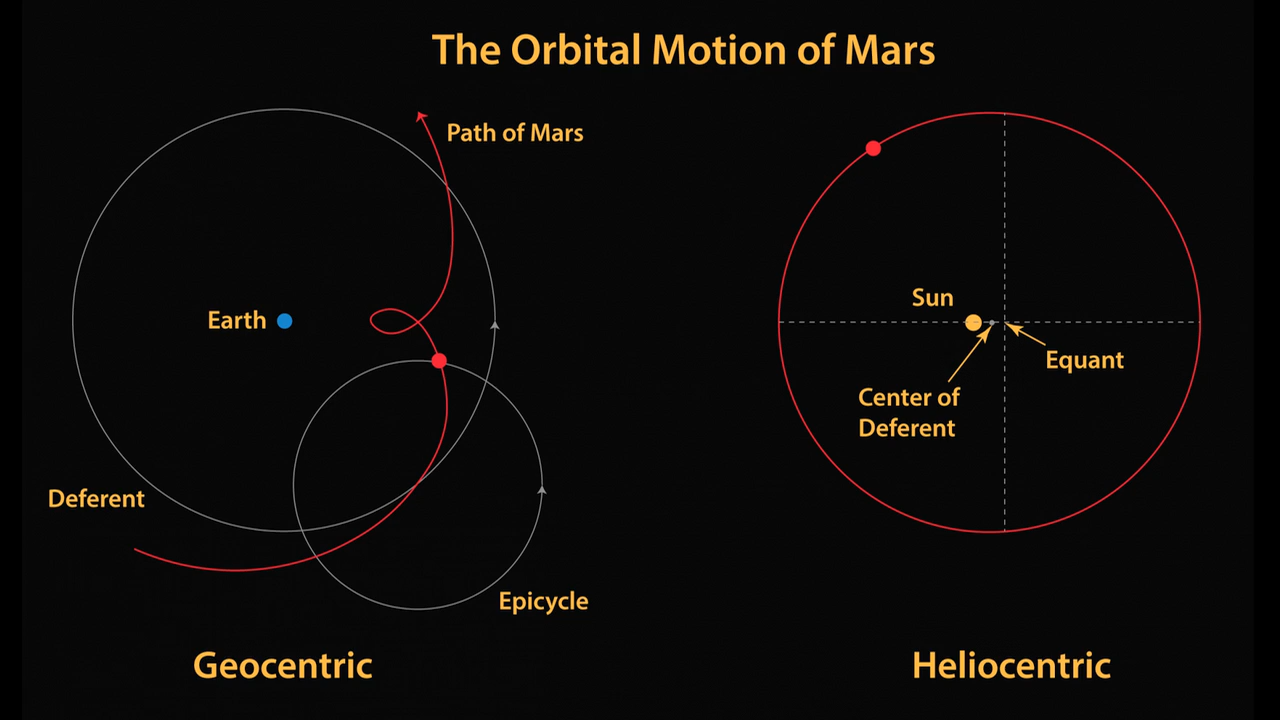 The Orbital Motion of Mars
Path of Mars
Earth
Deferent
Epicycle
Geocentric
Sun
Equant
Center of
Deferent
Heliocentric